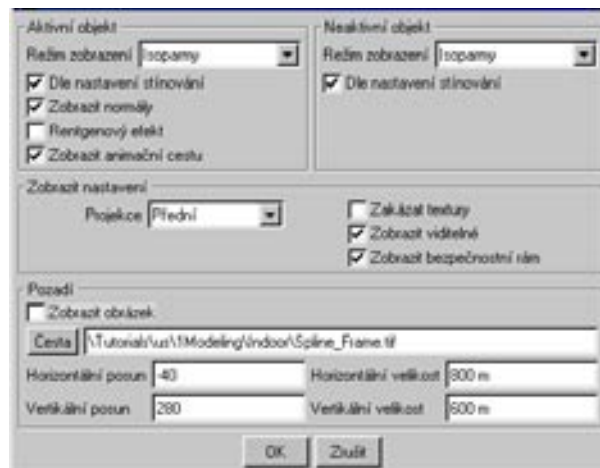 Aktivní objekt
Režim zobrazení Isoparmy
Dle nastavení stínování
Zobrazit normály
Rentgenový efekt
Zobrazit animační cestu
Neaktivní objekt
Režim zobrazení Isoparmy
Dle nastavení stínování
Zobrazit nastavení
Projekce Přední
Zakázat textury
Zobrazit viditelné
Zobrazit bezpečnostní rám
Pozadí
Zobrazit obrázek
Cesta \Tutorials\us\1Modeling\Indoor\Spline_Frame.tif
Horizontální posun -40 Horizontální velikost 800 m
Vertikální posun 280 Vertikální velikost 600 m
OK Zrušit